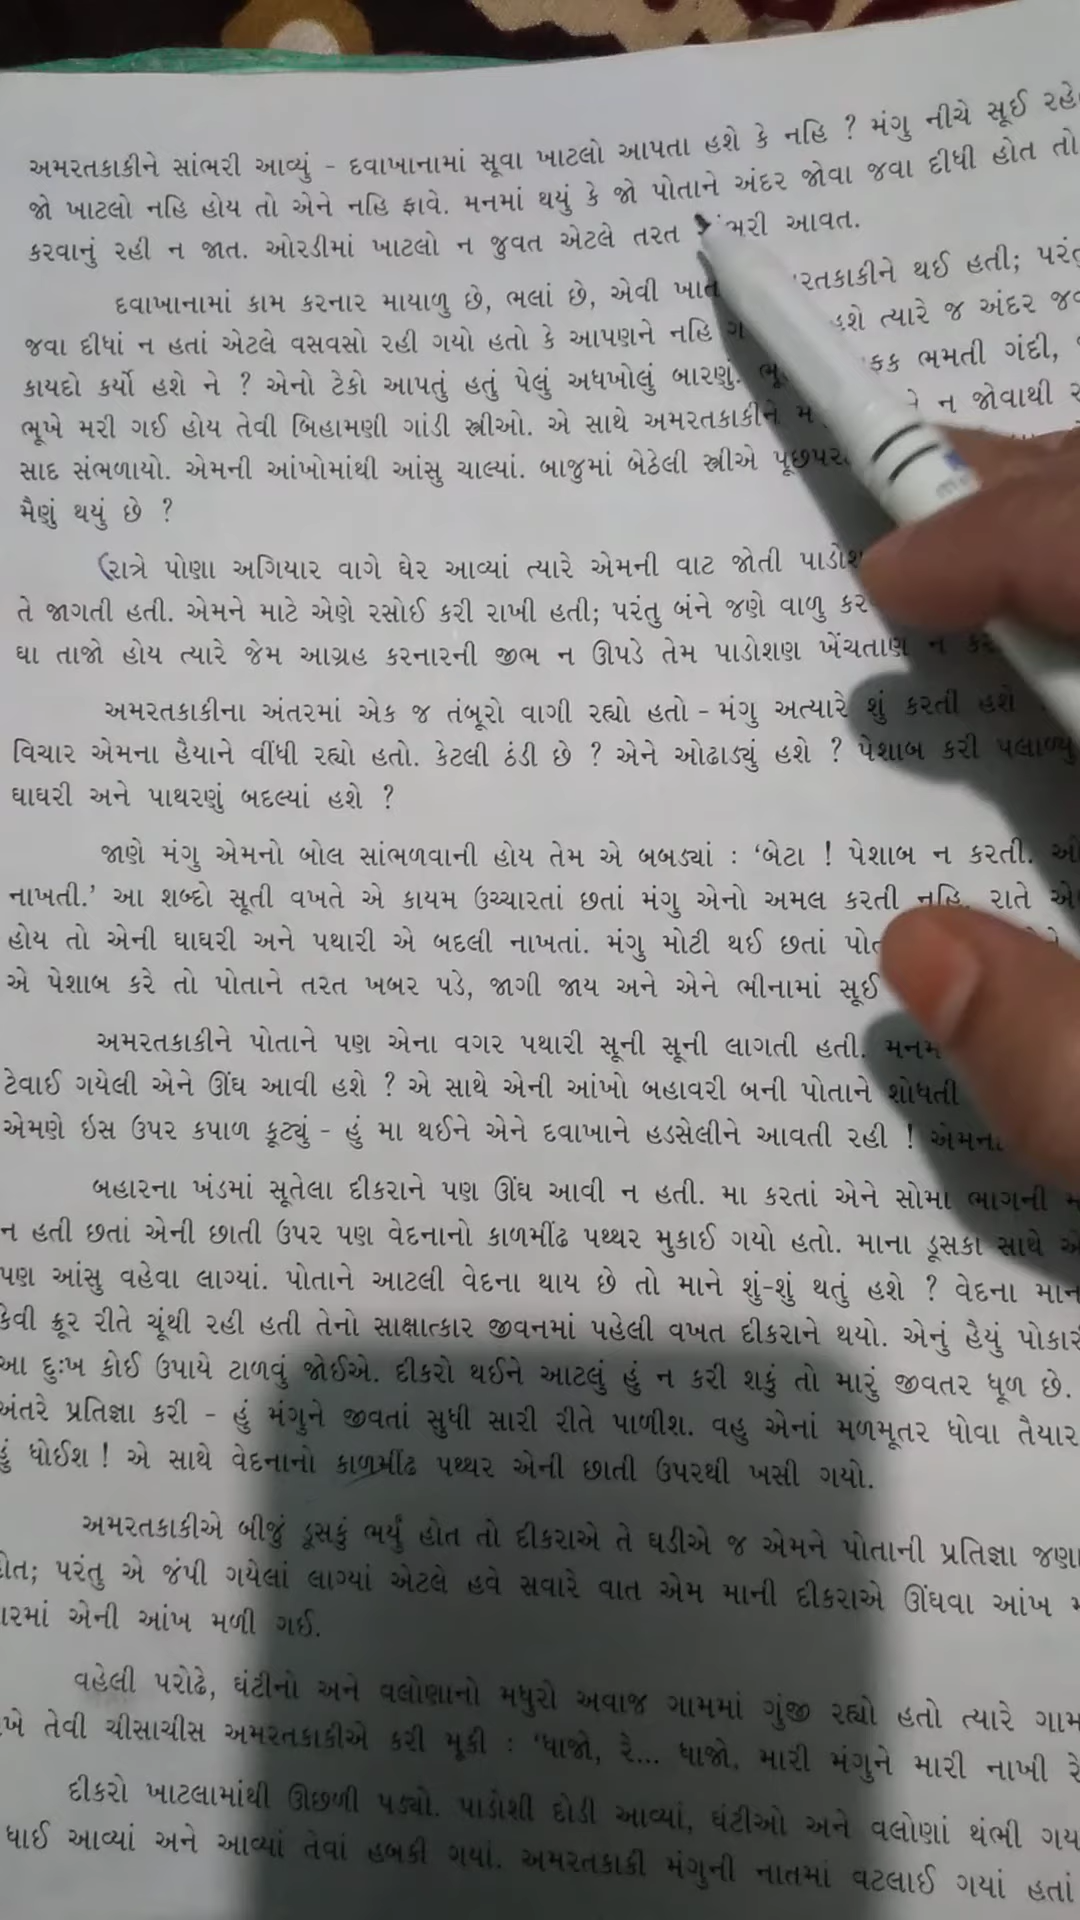 અમરતકાકીને સાંભરી આવ્યું – દવાખાનામાં સૂવા ખાટલો આપતા હશે કે નહિ ? મંગુ નીચે સૂઈ
જો ખાટલો નહિ હોય તો એને નહિ ફાવે. મનમાં થયું કે જો પોતાને અંદર જોવા જવા દીધી હોત તો
કરવાનું રહી ન જાત. ઓરડીમાં ખાટલો ન જુવત એટલે તરત આવત.
દવાખાનામાં કામ કરનાર માયાળુ છે, ભલાં છે, એવી થઈ હતી;
જવા દીધાં ન હતાં એટલે વસવસો રહી ગયો હતો કે આપણને નહિ ત્યારે જ અંદર
કાયદો કર્યો હશે ને ? એનો ટેકો આપતું હતું પેલું અધખોલું બારણું. ભમતી ગંદી,
ભૂખે મરી ગઈ હોય તેવી બિહામણી ગાંડી સ્ત્રીઓ. એ સાથે અમરતકાકીને ન જોવાથી
સાદ સંભળાયો. એમની આંખોમાંથી આંસુ ચાલ્યાં. બાજુમાં બેઠેલી સ્ત્રીએ
મૈણું થયું છે ?
(રાત્રે પોણા અગિયાર વાગે ઘેર આવ્યાં ત્યારે એમની વાટ જોતી
તે જાગતી હતી. એમને માટે એણે રસોઈ કરી રાખી હતી; પરંતુ બંને જણે વાળુ
ઘા તાજો હોય ત્યારે જેમ આગ્રહ કરનારની જીભ ન ઊપડે તેમ પાડોશણ ખેંચતાણ ન
અમરતકાકીના અંતરમાં એક જ તંબૂરો વાગી રહ્યો હતો – મંગુ અત્યારે શું કરતી હશે
વિચાર એમના હૈયાને વીંધી રહ્યો હતો. કેટલી ઠંડી છે ? એને ઓઢાડ્યું હશે ? પેશાબ કરી
ઘાઘરી અને પાથરણું બદલ્યાં હશે ?
જાણે મંગુ એમનો બોલ સાંભળવાની હોય તેમ એ બબડ્યાં : ‘બેટા ! પેશાબ ન કરતી.
નાખતી.’ આ શબ્દો સૂતી વખતે એ કાયમ ઉચ્ચારતાં છતાં મંગુ એનો અમલ કરતી નહિ. રાતે
હોય તો એની ઘાઘરી અને પથારી એ બદલી નાખતાં. મંગુ મોટી થઈ છતાં
એ પેશાબ કરે તો પોતાને તરત ખબર પડે, જાગી જાય અને એને ભીનામાં સૂઈ
અમરતકાકીને પોતાને પણ એના વગર પથારી સૂની સૂની લાગતી હતી.
ટેવાઈ ગયેલી એને ઊંઘ આવી હશે ? એ સાથે એની આંખો બહાવરી બની પોતાને શોધતી
એમણે ઇસ ઉપર કપાળ કૂટ્યું – હું મા થઈને એને દવાખાને હડસેલીને આવતી રહી !
બહારના ખંડમાં સૂતેલા દીકરાને પણ ઊંઘ આવી ન હતી. મા કરતાં એને સોમા ભાગની
ન હતી છતાં એની છાતી ઉપર પણ વેદનાનો કાળમીંઢ પથ્થર મુકાઈ ગયો હતો. માના ડૂસકા સાથે
પણ આંસુ વહેવા લાગ્યાં. પોતાને આટલી વેદના થાય છે તો માને શું-શું થતું હશે ? વેદના
કેવી ક્રૂર રીતે ચૂંથી રહી હતી તેનો સાક્ષાત્કાર જીવનમાં પહેલી વખત દીકરાને થયો. એનું હૈયું
આ દુઃખ કોઈ ઉપાયે ટાળવું જોઈએ. દીકરો થઈને આટલું હું ન કરી શકું તો મારું જીવતર ધૂળ છે.
અંતરે પ્રતિજ્ઞા કરી – હું મંગુને જીવતાં સુધી સારી રીતે પાળીશ. વહુ એનાં મળમૂતર ધોવા તૈયાર
હું ધોઈશ ! એ સાથે વેદનાનો કાળમીંઢ પથ્થર એની છાતી ઉપરથી ખસી ગયો.
અમરતકાકીએ બીજું ડૂસકું ભર્યું હોત તો દીકરાએ તે ઘડીએ જ એમને પોતાની પ્રતિજ્ઞા
પરંતુ એ જંપી ગયેલાં લાગ્યાં એટલે હવે સવારે વાત એમ માની દીકરાએ ઊંઘવા આંખ
એની આંખ મળી ગઈ.
વહેલી પરોઢે, ઘંટીનો અને વલોણાનો મધુરો અવાજ ગામમાં ગુંજી રહ્યો હતો ત્યારે
તેવી ચીસાચીસ અમરતકાકીએ કરી મૂકી : ‘ધાજો, રે... ધાજો, મારી મંગુને મારી નાખી રે
દીકરો ખાટલામાંથી ઊછળી પડ્યો. પાડોશી દોડી આવ્યાં, ઘંટીઓ અને વલોણાં થંભી
ધાઈ આવ્યાં અને આવ્યાં તેવાં હબકી ગયાં. અમરતકાકી મંગુની નાતમાં વટલાઈ ગયાં હતાં